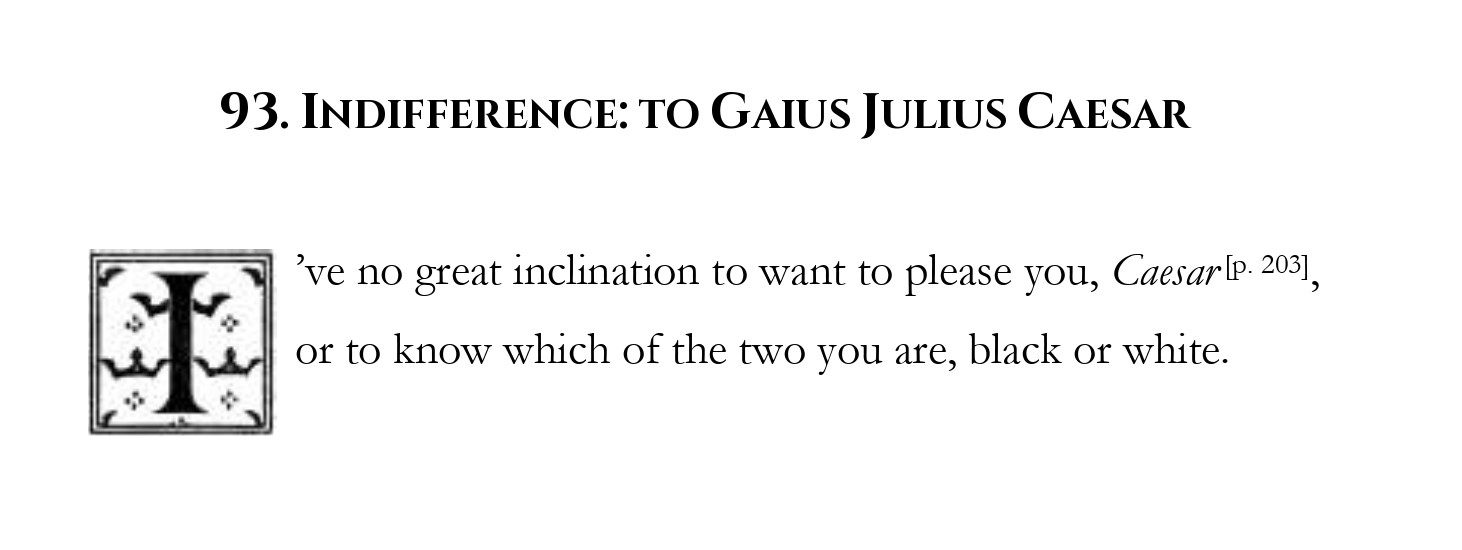 93. Indifference: to Gaius Julius Caesar
I’ve no great inclination to want to please you, Caesar[p. 203],
or to know which of the two you are, black or white.